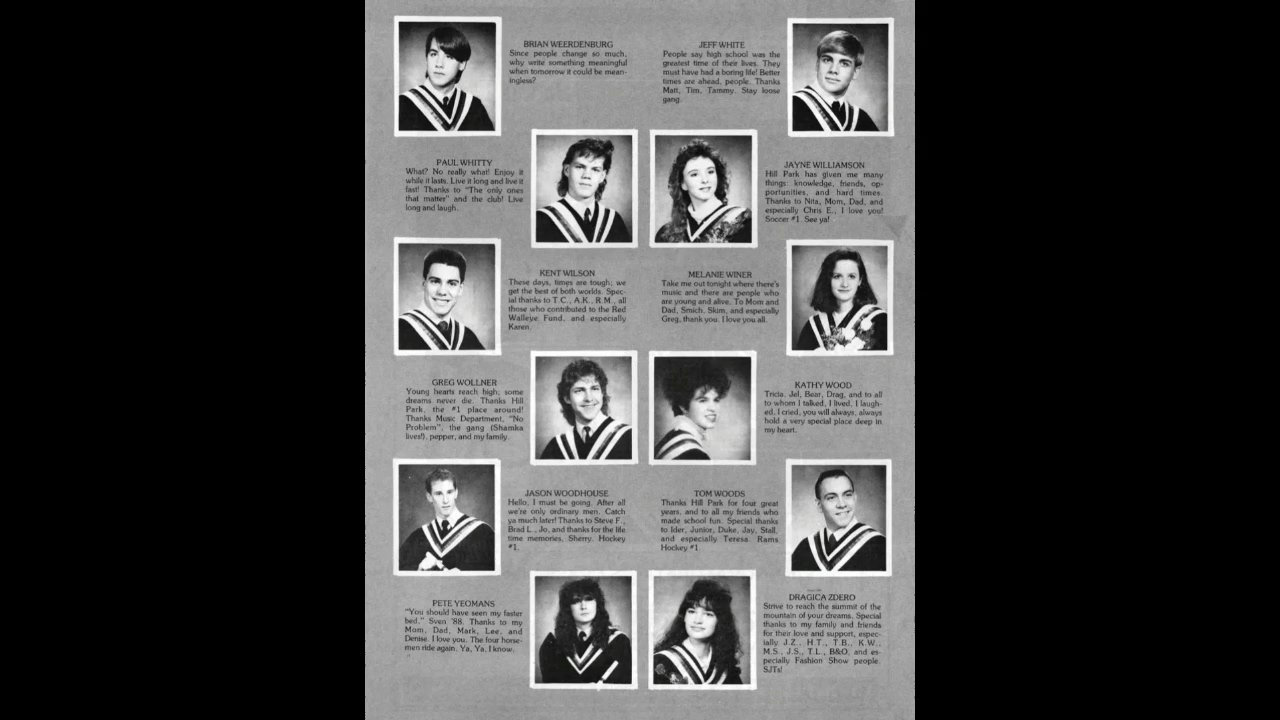 BRIAN WEERDENBURG
Since people change so much,
why write something meaningful
when tomorrow it could be mean-
ingless?
JEFF WHITE
People say high school was the
greatest time of their lives. They
must have had a boring life! Better
times are ahead, people. Thanks
Matt, Tim, Tammy. Stay loose
gang.
PAUL WHITTY
What? No really what! Enjoy it
while it lasts. Live it long and live it
fast! Thanks to "The only ones
that matter" and the club! Live
long and laugh.
JAYNE WILLIAMSON
Hill Park has given me many
things: knowledge, friends, op-
portunities, and hard times.
Thanks to Nita, Mom, Dad, and
especially Chris E., I love you!
Soccer #1. See ya!
KENT WILSON
These days, times are tough; we
get the best of both worlds. Spec-
ial thanks to T.C., A.K., R.M., all
those who contributed to the Red
Walleye Fund, and especially
Karen.
MELANIE WINER
Take me out tonight where there's
music and there are people who
are young and alive. To Mom and
Dad, Smich, Skim, and especially
Greg, thank you. I love you all.
GREG WOLLNER
Young hearts reach high; some
dreams never die. Thanks Hill
Park, the #1 place around!
Thanks Music Department, "No
Problem", the gang (Shamka
lives!), pepper, and my family.
KATHY WOOD
Tricia, Jel, Bear, Drag, and to all
to whom I talked, I lived, I laugh-
ed, I cried, you will always, always
hold a very special place deep in
my heart.
JASON WOODHOUSE
Hello, I must be going. After all
we're only ordinary men. Catch
ya much later! Thanks to Steve F.,
Brad L., Jo, and thanks for the life
time memories, Sherry. Hockey
#1.
TOM WOODS
Thanks Hill Park for four great
years, and to all my friends who
made school fun. Special thanks
to Ider, Junior, Duke, Jay, Stall,
and especially Teresa. Rams
Hockey #1.
PETE YEOMANS
"You should have seen my faster
bed." Sven '88. Thanks to my
Mom, Dad, Mark, Lee, and
Denise. I love you. The four horse-
men ride again. Ya, Ya, I know.
DRAGICA ZDERO
Strive to reach the summit of the
mountain of your dreams. Special
thanks to my family and friends
for their love and support, espec-
ially J.Z., H.T., T.B., K.W.,
M.S., J.S., T.L., B&O, and es-
pecially Fashion Show people.
SJTs!